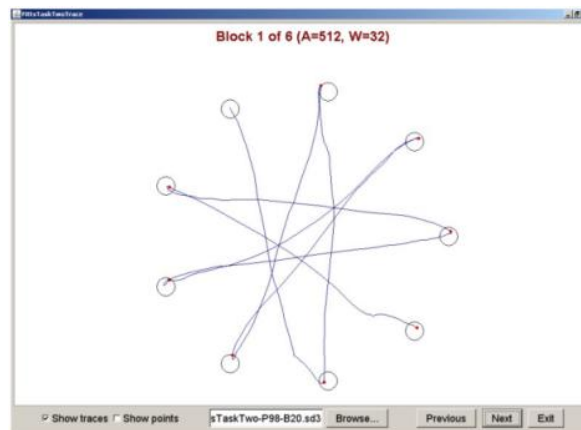 FittsTaskTwoTrace
Block 1 of 6 (A=512, W=32)
Show traces Show points sTaskTwo-P98-B20.sd3 Browse... Previous Next Exit